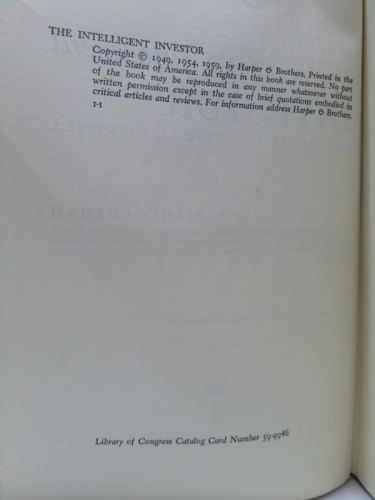 THE INTELLIGENT INVESTOR
Copyright © 1949, 1954, 1959, by Harper & Brothers. Printed in the
United States of America. All rights in this book are reserved. No part
of the book may be reproduced in any manner whatsoever without
written permission except in the case of brief quotations embodied in
critical articles and reviews. For information address Harper & Brothers.
I-I
Library of Congress Catalog Card Number 59-9946